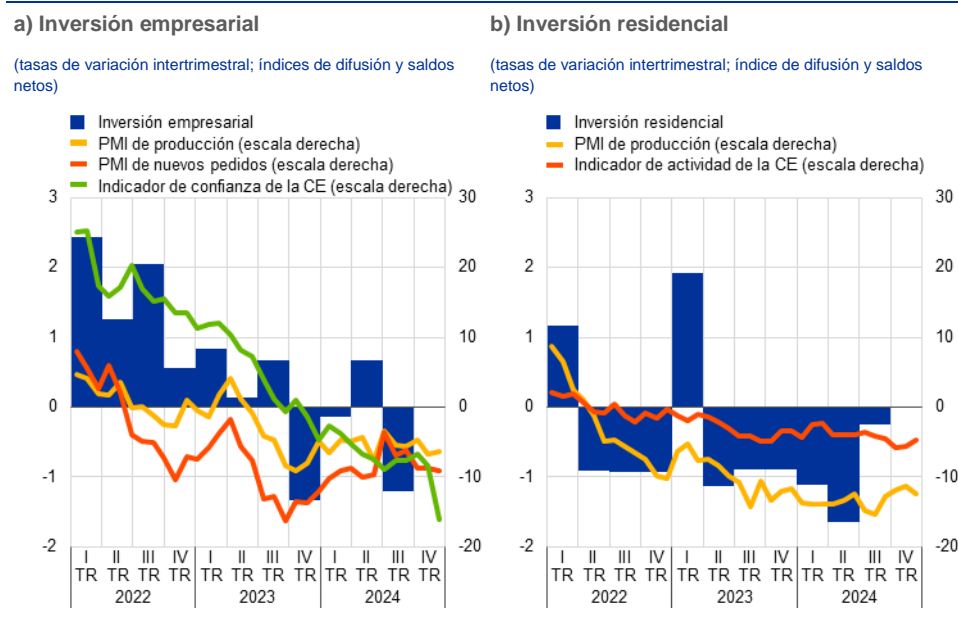 a) Inversión empresarial
(tasas de variación intertrimestral; índices de difusión y saldos
netos)
Inversión empresarial
PMI de producción (escala derecha)
PMI de nuevos pedidos (escala derecha)
Indicador de confianza de la CE (escala derecha)
3 30
2 20
1 10
0 0
-1 -10
-2 -20
I II III IV I II III IV I II III IV
TR TR TR TR TR TR TR TR TR TR TR TR
2022 2023 2024
b) Inversión residencial
(tasas de variación intertrimestral; índice de difusión y saldos
netos)
Inversión residencial
PMI de producción (escala derecha)
Indicador de actividad de la CE (escala derecha)
3 30
2 20
1 10
0 0
-1 -10
-2 -20
I II III IV I II III IV I II III IV
TR TR TR TR TR TR TR TR TR TR TR TR
2022 2023 2024